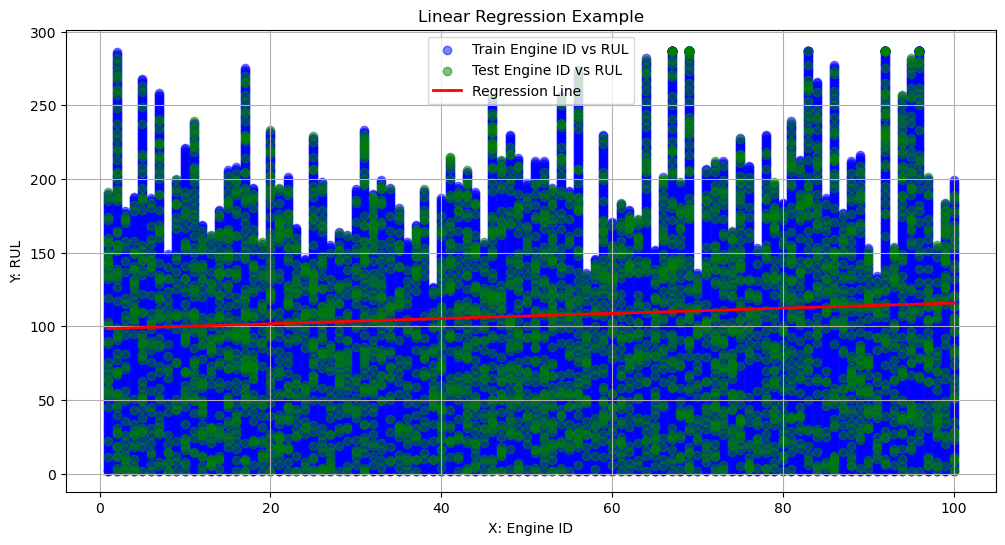 Linear Regression Example
Train Engine ID vs RUL
Test Engine ID vs RUL
Regression Line
300
250
200
150
100
50
0
Y: RUL
0 20 40 60 80 100
X: Engine ID